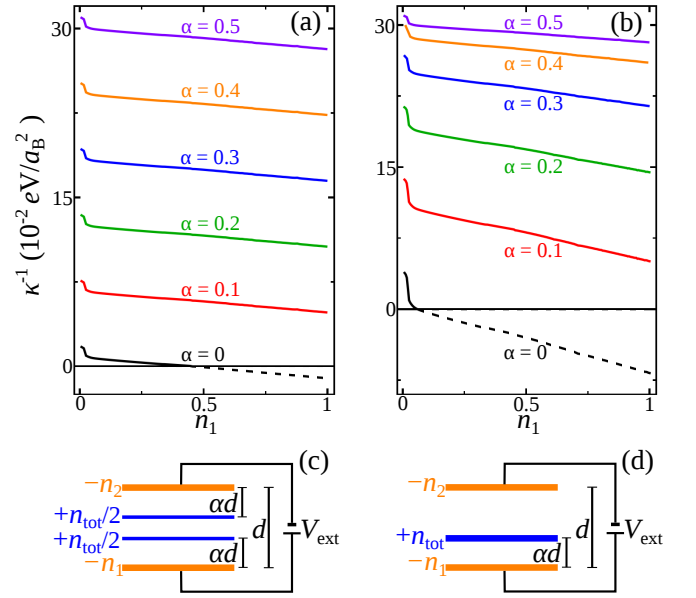 (a)
κ⁻¹ (10⁻² eV/a_B²)
30
15
0
α = 0.5
α = 0.4
α = 0.3
α = 0.2
α = 0.1
α = 0
0
0.5
1
n₁
(b)
30
15
0
α = 0.5
α = 0.4
α = 0.3
α = 0.2
α = 0.1
α = 0
0
0.5
1
n₁
(c)
−n₂
+n_tot/2
+n_tot/2
−n₁
αd
αd
d
V_ext
(d)
−n₂
+n_tot
−n₁
αd
d
V_ext